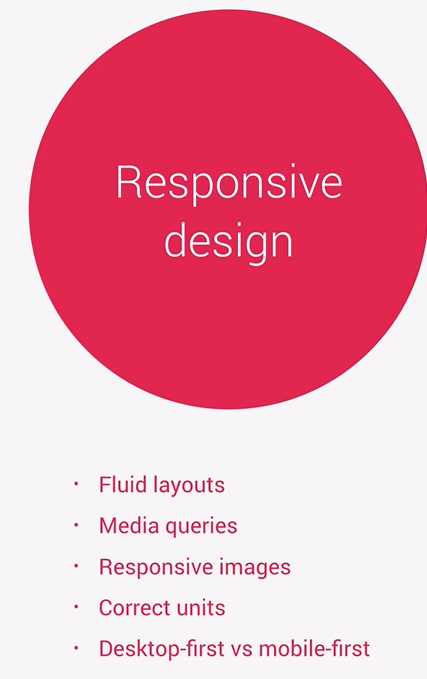 Responsive
design
· Fluid layouts
· Media queries
· Responsive images
· Correct units
· Desktop-first vs mobile-first